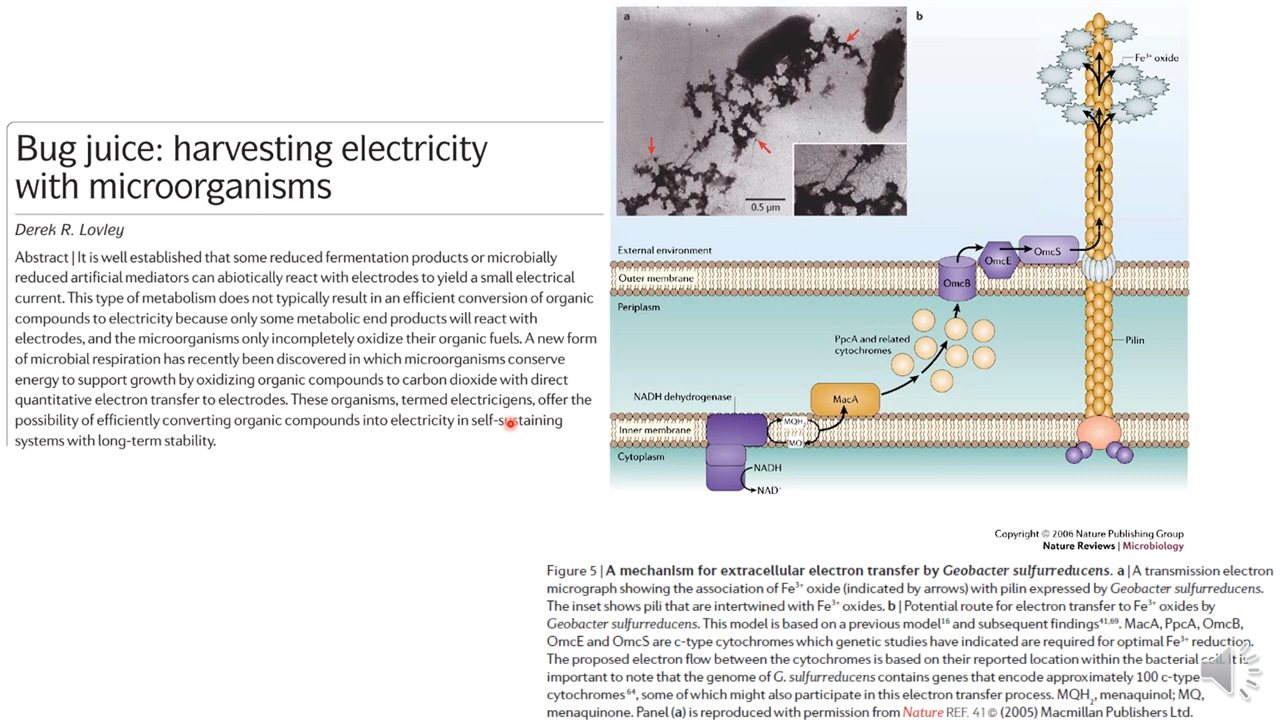 Bug juice: harvesting electricity
with microorganisms
Derek R. Lovley
Abstract | It is well established that some reduced fermentation products or microbially
reduced artificial mediators can abiotically react with electrodes to yield a small electrical
current. This type of metabolism does not typically result in an efficient conversion of organic
compounds to electricity because only some metabolic end products will react with
electrodes, and the microorganisms only incompletely oxidize their organic fuels. A new form
of microbial respiration has recently been discovered in which microorganisms conserve
energy to support growth by oxidizing organic compounds to carbon dioxide with direct
quantitative electron transfer to electrodes. These organisms, termed electricigens, offer the
possibility of efficiently converting organic compounds into electricity in self-sustaining
systems with long-term stability.
a
0.5 µm
b
Fe³⁺ oxide
External environment
OmcE
OmcS
Outer membrane
OmcB
Periplasm
PpcA and related
cytochromes
Pilin
NADH dehydrogenase
MacA
MQH₂
Inner membrane
MQ
Cytoplasm
NADH
NAD⁺
Copyright © 2006 Nature Publishing Group
Nature Reviews | Microbiology
Figure 5 | A mechanism for extracellular electron transfer by Geobacter sulfurreducens. a | A transmission electron
micrograph showing the association of Fe³⁺ oxide (indicated by arrows) with pilin expressed by Geobacter sulfurreducens.
The inset shows pili that are intertwined with Fe³⁺ oxides. b | Potential route for electron transfer to Fe³⁺ oxides by
Geobacter sulfurreducens. This model is based on a previous model¹⁶ and subsequent findings⁴¹,⁶⁹. MacA, PpcA, OmcB,
OmcE and OmcS are c-type cytochromes which genetic studies have indicated are required for optimal Fe³⁺ reduction.
The proposed electron flow between the cytochromes is based on their reported location within the bacterial cell. It is
important to note that the genome of G. sulfurreducens contains genes that encode approximately 100 c-type
cytochromes⁶⁴, some of which might also participate in this electron transfer process. MQH₂, menaquinol; MQ,
menaquinone. Panel (a) is reproduced with permission from Nature REF. 41 © (2005) Macmillan Publishers Ltd.